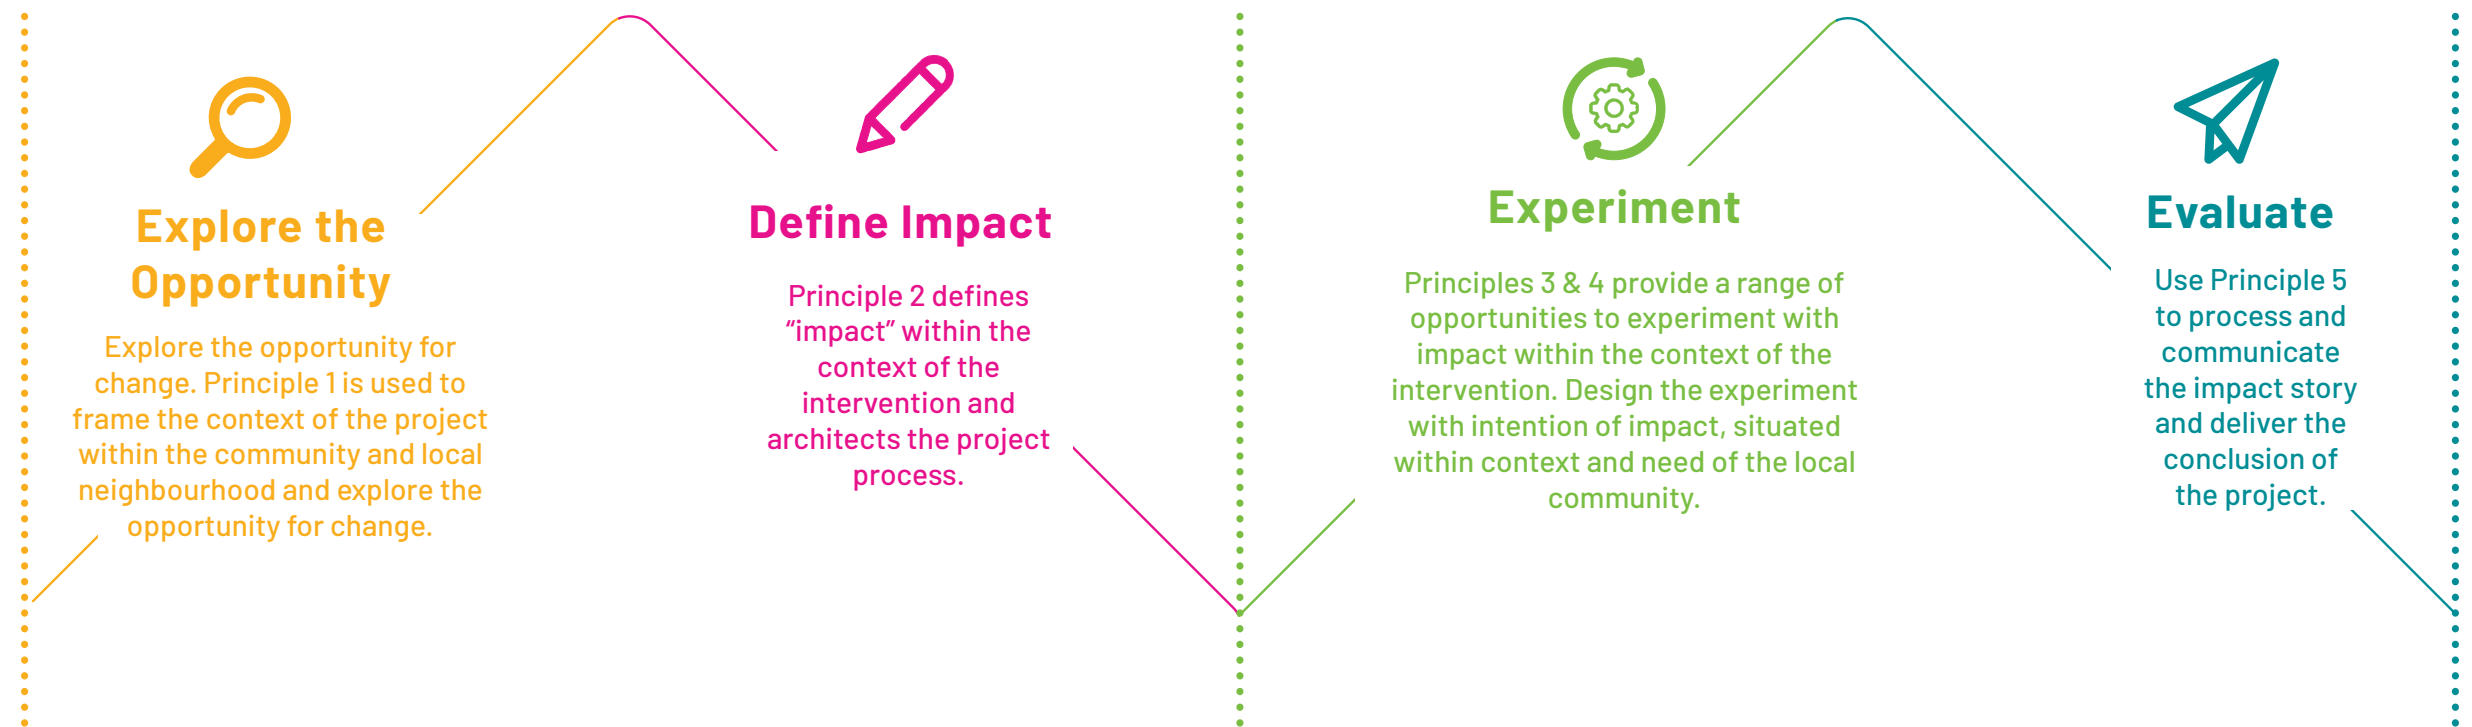 Explore the
Opportunity
Explore the opportunity for
change. Principle 1 is used to
frame the context of the project
within the community and local
neighbourhood and explore the
opportunity for change.
Define Impact
Principle 2 defines
“impact” within the
context of the
intervention and
architects the project
process.
Experiment
Principles 3 & 4 provide a range of
opportunities to experiment with
impact within the context of the
intervention. Design the experiment
with intention of impact, situated
within context and need of the local
community.
Evaluate
Use Principle 5
to process and
communicate
the impact story
and deliver the
conclusion of
the project.